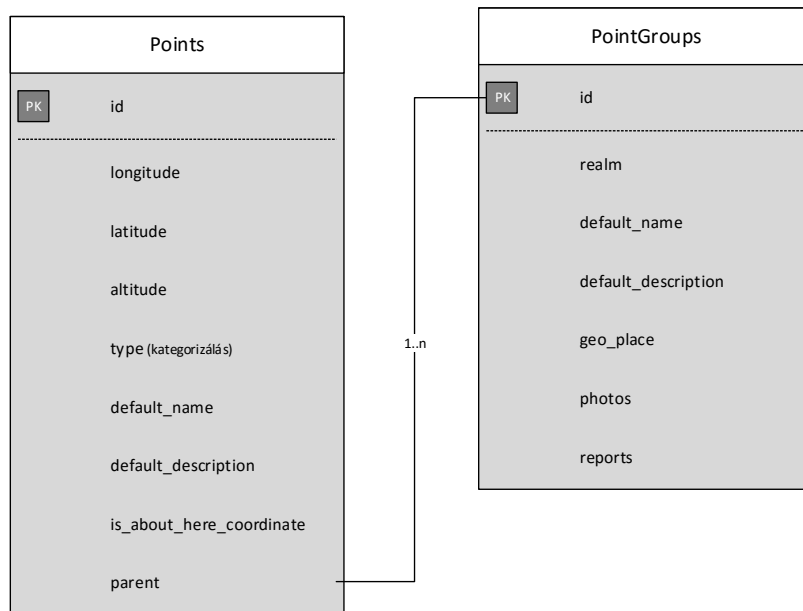 Points
PK
id
longitude
latitude
altitude
type (kategorizálás)
default_name
default_description
is_about_here_coordinate
parent
1..n
PointGroups
PK
id
realm
default_name
default_description
geo_place
photos
reports